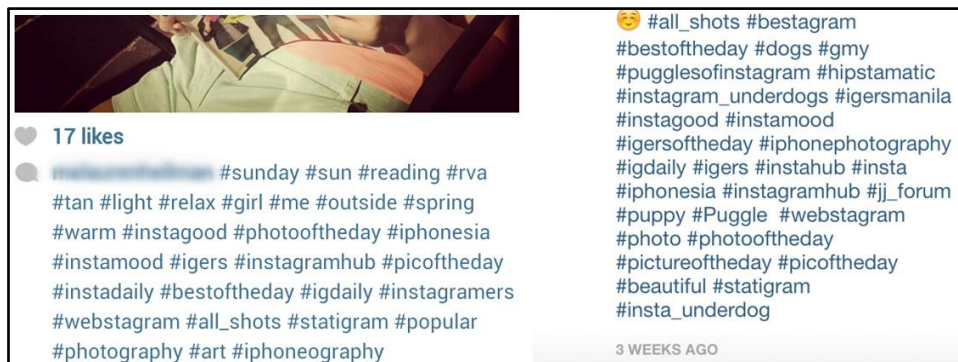 17 likes
#sunday #sun #reading #rva
#tan #light #relax #girl #me #outside #spring
#warm #instagood #photooftheday #iphonesia
#instamood #igers #instagramhub #picoftheday
#instadaily #bestoftheday #igdaily #instagramers
#webstagram #all_shots #statigram #popular
#photography #art #iphoneography
#all_shots #bestagram
#bestoftheday #dogs #gmy
#pugglesofinstagram #hipstamatic
#instagram_underdogs #igersmanila
#instagood #instamood
#igersoftheday #iphonephotography
#igdaily #igers #instahub #insta
#iphonesia #instagramhub #jj_forum
#puppy #Puggle #webstagram
#photo #photooftheday
#pictureoftheday #picoftheday
#beautiful #statigram
#insta_underdog
3 WEEKS AGO